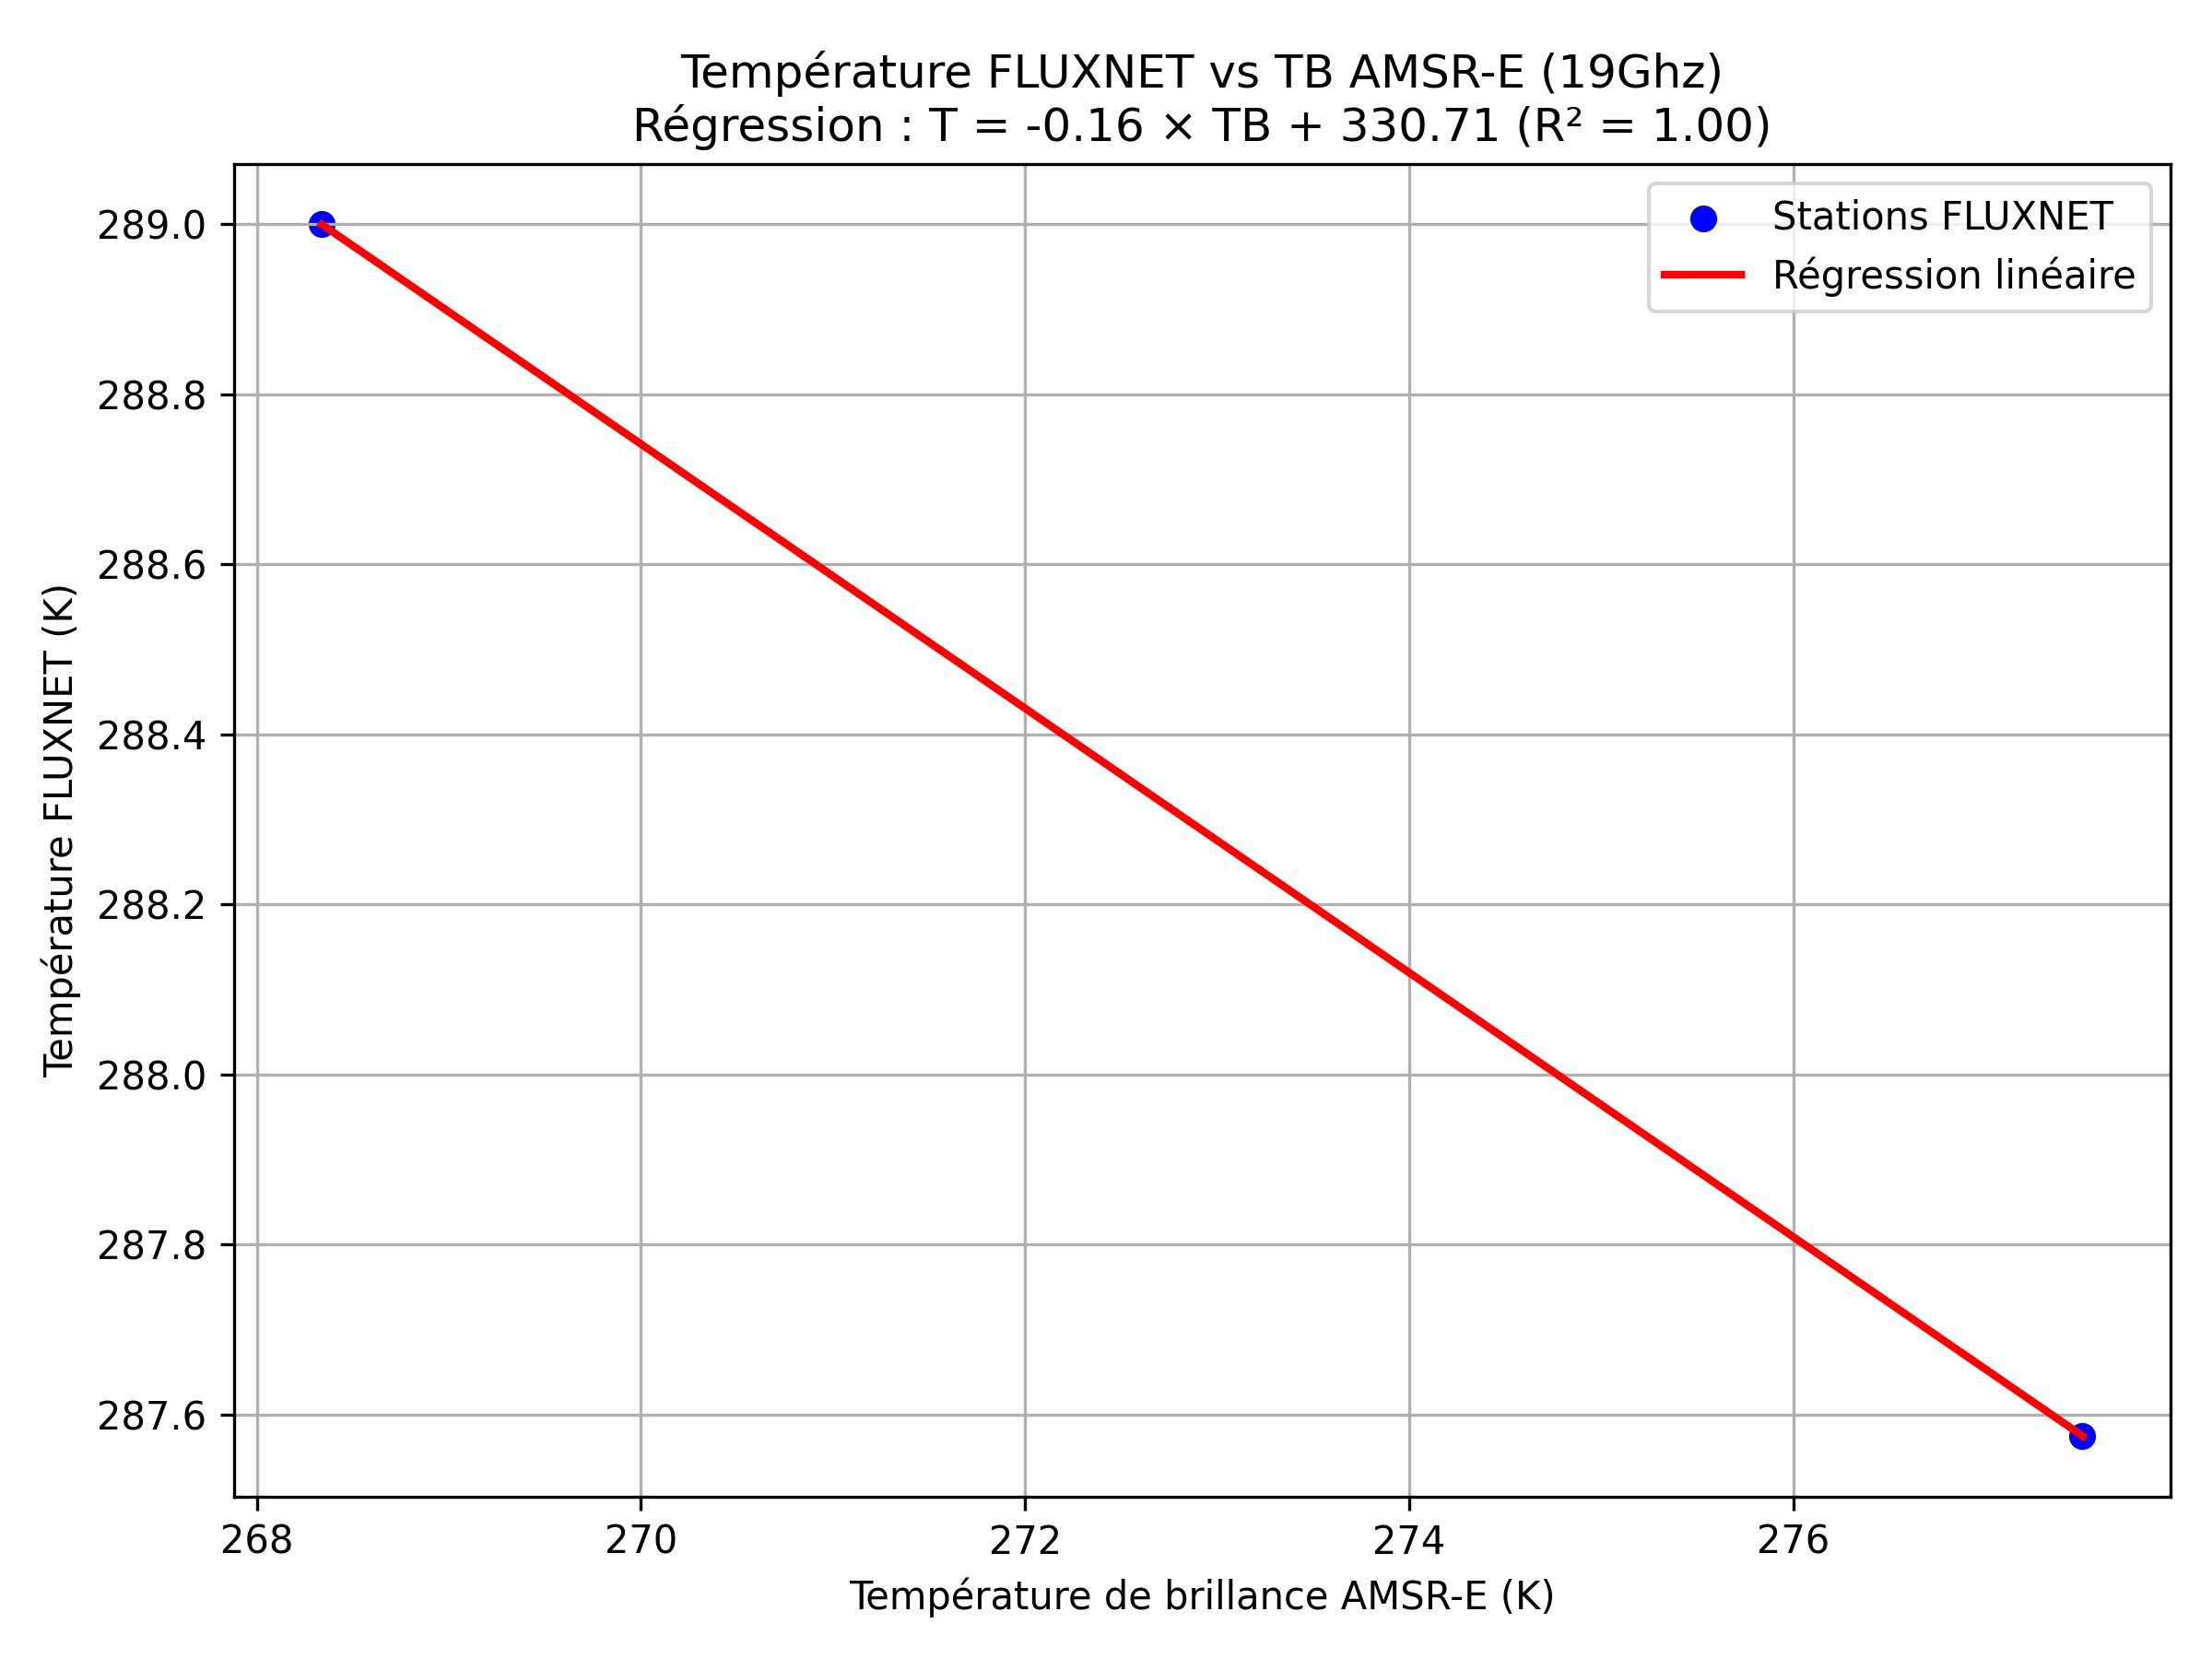 Température FLUXNET vs TB AMSR-E (19Ghz)
Régression : T = -0.16 × TB + 330.71 (R² = 1.00)
Stations FLUXNET
Régression linéaire
Température FLUXNET (K)
289.0
288.8
288.6
288.4
288.2
288.0
287.8
287.6
268 270 272 274 276
Température de brillance AMSR-E (K)